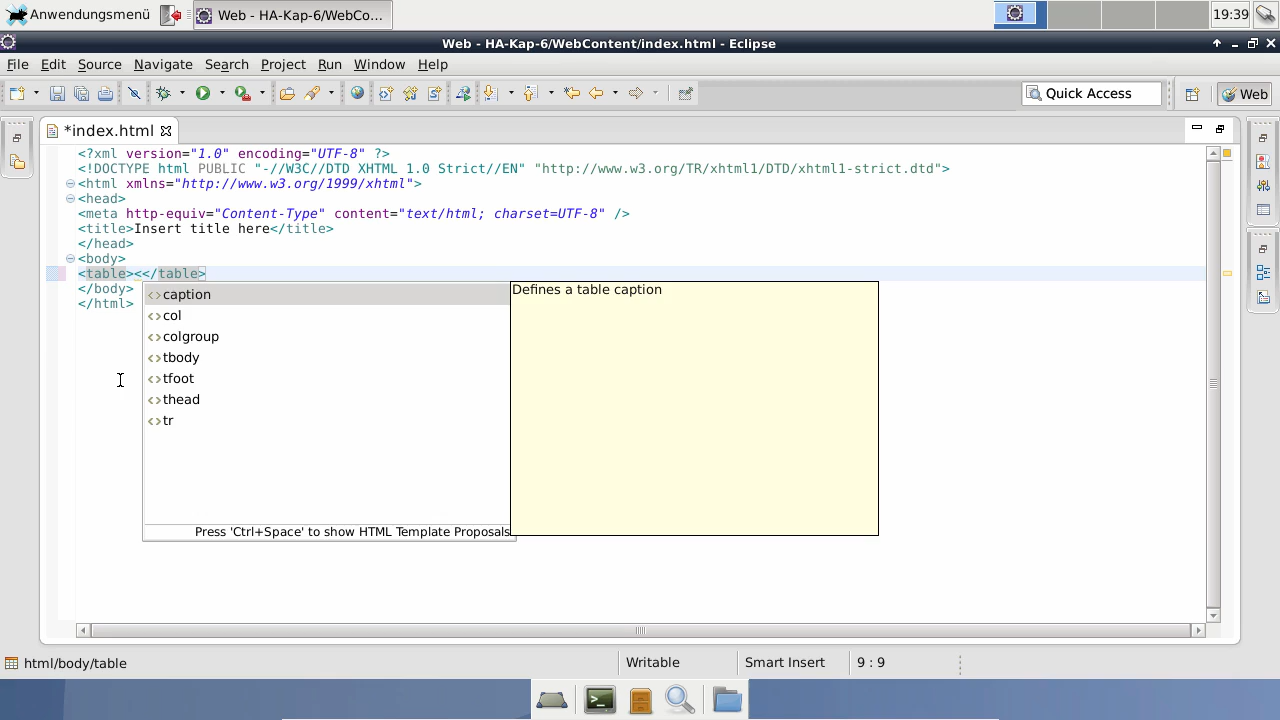 Anwendungsmenü Web - HA-Kap-6/WebCo... 19:39
Web - HA-Kap-6/WebContent/index.html - Eclipse
File Edit Source Navigate Search Project Run Window Help
Quick Access Web
*index.html
<?xml version="1.0" encoding="UTF-8" ?>
<!DOCTYPE html PUBLIC "-//W3C//DTD XHTML 1.0 Strict//EN" "http://www.w3.org/TR/xhtml1/DTD/xhtml1-strict.dtd">
<html xmlns="http://www.w3.org/1999/xhtml">
<head>
<meta http-equiv="Content-Type" content="text/html; charset=UTF-8" />
<title>Insert title here</title>
</head>
<body>
<table><</table>
</body>
</html>
caption
col
colgroup
tbody
tfoot
thead
tr
Press 'Ctrl+Space' to show HTML Template Proposals
Defines a table caption
html/body/table Writable Smart Insert 9 : 9